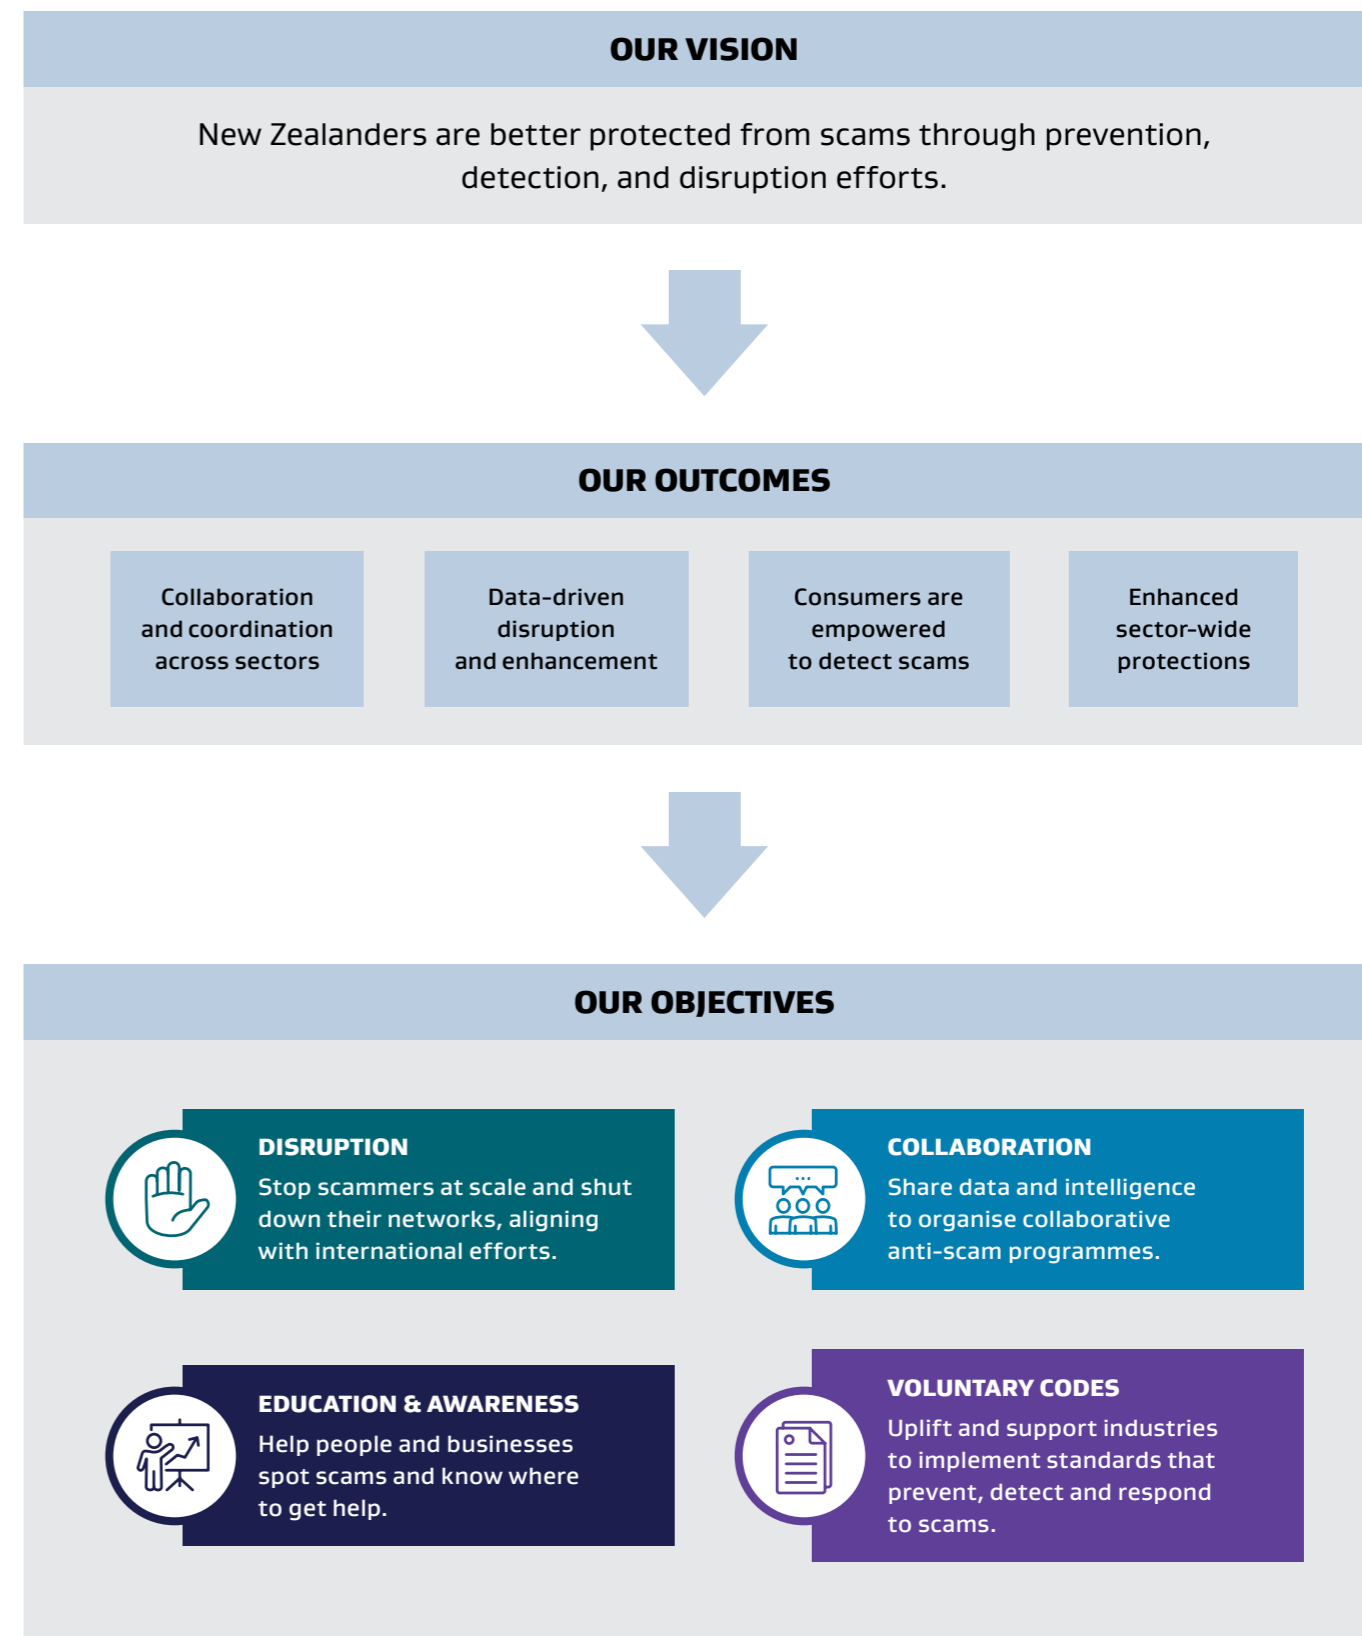 OUR VISION
New Zealanders are better protected from scams through prevention,
detection, and disruption efforts.
OUR OUTCOMES
Collaboration
and coordination
across sectors
Data-driven
disruption
and enhancement
Consumers are
empowered
to detect scams
Enhanced
sector-wide
protections
OUR OBJECTIVES
DISRUPTION
Stop scammers at scale and shut
down their networks, aligning
with international efforts.
COLLABORATION
Share data and intelligence
to organise collaborative
anti-scam programmes.
EDUCATION & AWARENESS
Help people and businesses
spot scams and know where
to get help.
VOLUNTARY CODES
Uplift and support industries
to implement standards that
prevent, detect and respond
to scams.